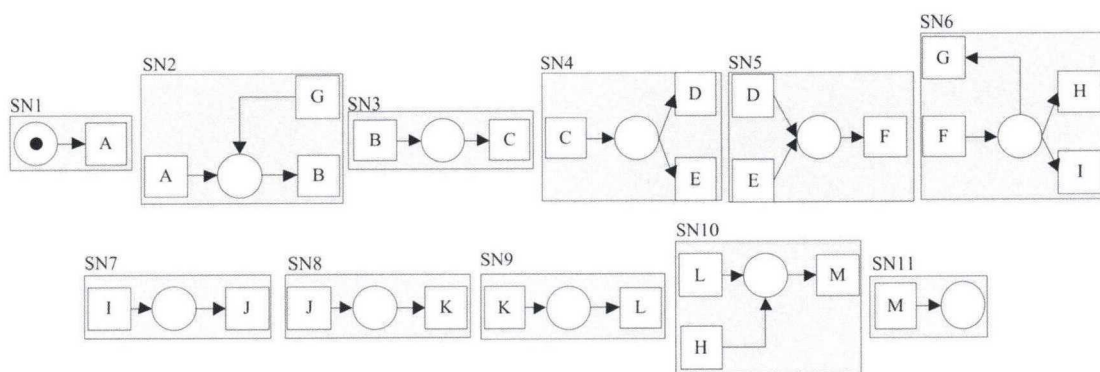 SN1
A
SN2
G
A
B
SN3
B
C
SN4
D
C
E
SN5
D
F
E
SN6
G
H
F
I
SN7
I
J
SN8
J
K
SN9
K
L
SN10
L
M
H
SN11
M